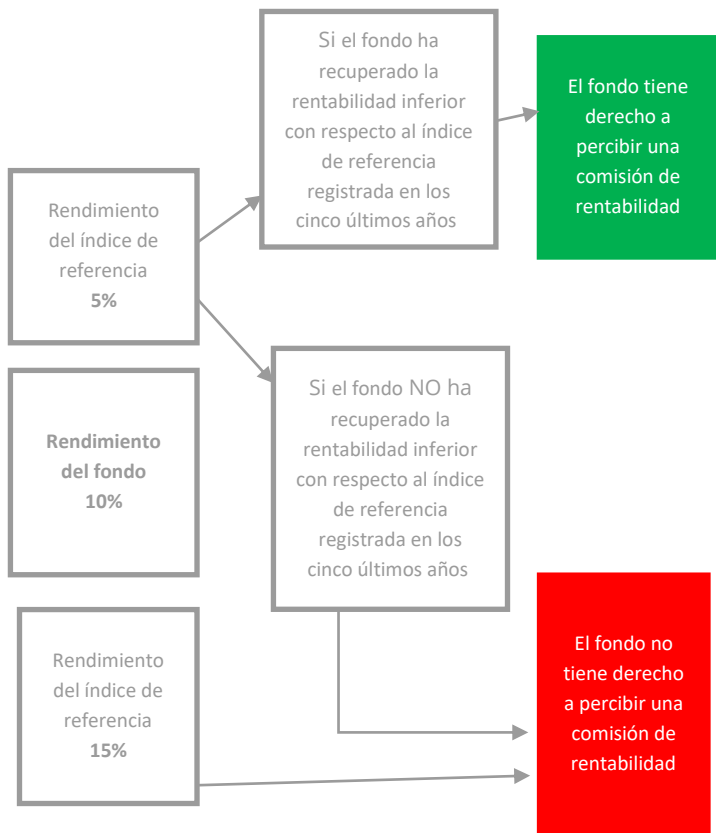 Si el fondo ha
recuperado la
rentabilidad inferior
con respecto al índice
de referencia
registrada en los
cinco últimos años
El fondo tiene
derecho a
percibir una
comisión de
rentabilidad
Rendimiento
del índice de
referencia
5%
Rendimiento
del fondo
10%
Si el fondo NO ha
recuperado la
rentabilidad inferior
con respecto al índice
de referencia
registrada en los
cinco últimos años
Rendimiento
del índice de
referencia
15%
El fondo no
tiene derecho
a percibir una
comisión de
rentabilidad